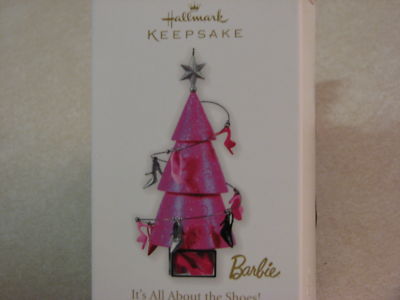 Hallmark
KEEPSAKE
Barbie
It's All About the Shoes!